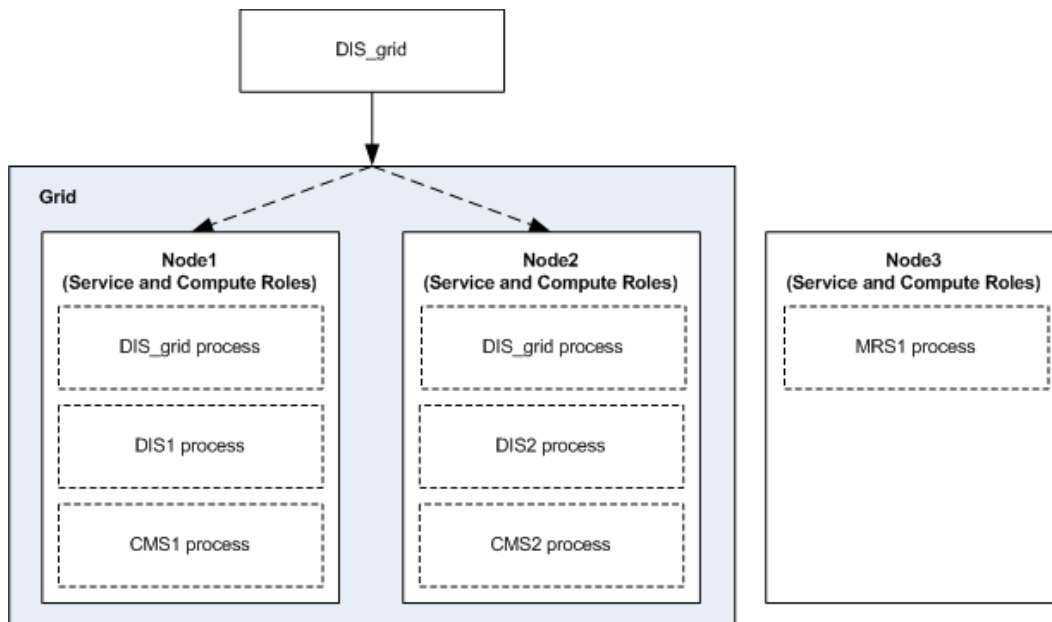 DIS_grid
Grid
Node1
(Service and Compute Roles)
DIS_grid process
DIS1 process
CMS1 process
Node2
(Service and Compute Roles)
DIS_grid process
DIS2 process
CMS2 process
Node3
(Service and Compute Roles)
MRS1 process